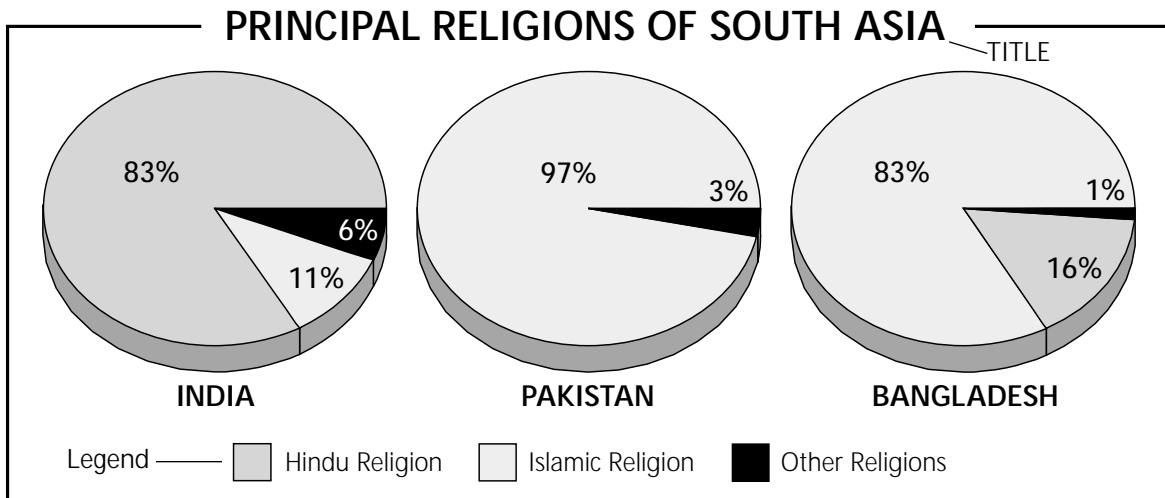 PRINCIPAL RELIGIONS OF SOUTH ASIA
TITLE
83%
6%
11%
INDIA
97%
3%
PAKISTAN
83%
1%
16%
BANGLADESH
Legend
Hindu Religion
Islamic Religion
Other Religions